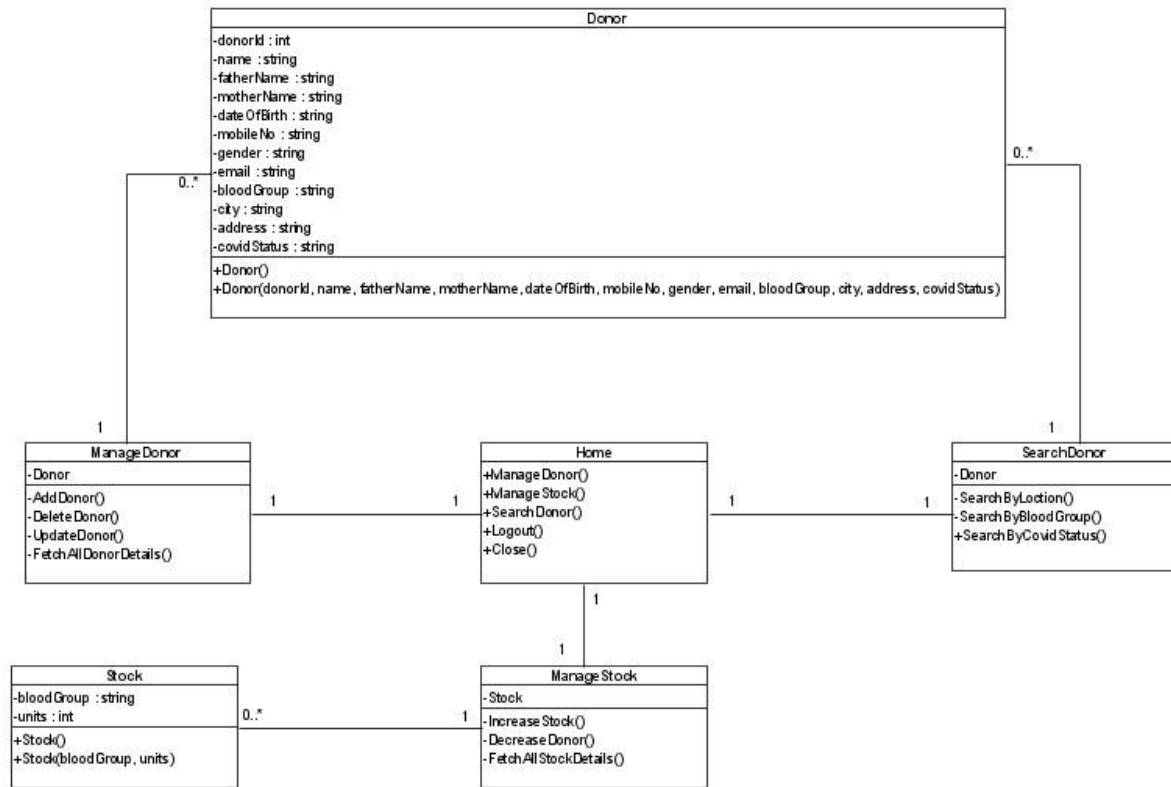 Donor
-donorId : int
-name : string
-fatherName : string
-motherName : string
-dateOfBirth : string
-mobileNo : string
-gender : string
-email : string
-bloodGroup : string
-city : string
-address : string
-covidStatus : string
+Donor()
+Donor(donorId, name, fatherName, motherName, dateOfBirth, mobileNo, gender, email, bloodGroup, city, address, covidStatus)
0..*
0..*
1
1
ManageDonor
-Donor
-AddDonor()
-DeleteDonor()
-UpdateDonor()
-FetchAllDonorDetails()
1
1
Home
+ManageDonor()
+ManageStock()
+SearchDonor()
+Logout()
+Close()
1
1
SearchDonor
-Donor
-SearchByLoction()
-SearchByBloodGroup()
+SearchByCovidStatus()
1
1
Stock
-bloodGroup : string
-units : int
+Stock()
+Stock(bloodGroup, units)
0..*
1
ManageStock
-Stock
-IncreaseStock()
-DecreaseDonor()
-FetchAllStockDetails()